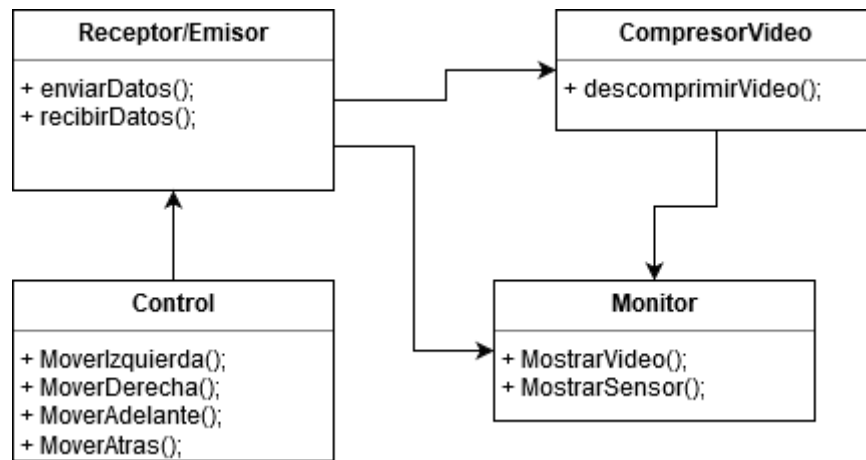 Receptor/Emisor
+ enviarDatos();
+ recibirDatos();
CompresorVideo
+ descomprimirVideo();
Control
+ MoverIzquierda();
+ MoverDerecha();
+ MoverAdelante();
+ MoverAtras();
Monitor
+ MostrarVideo();
+ MostrarSensor();